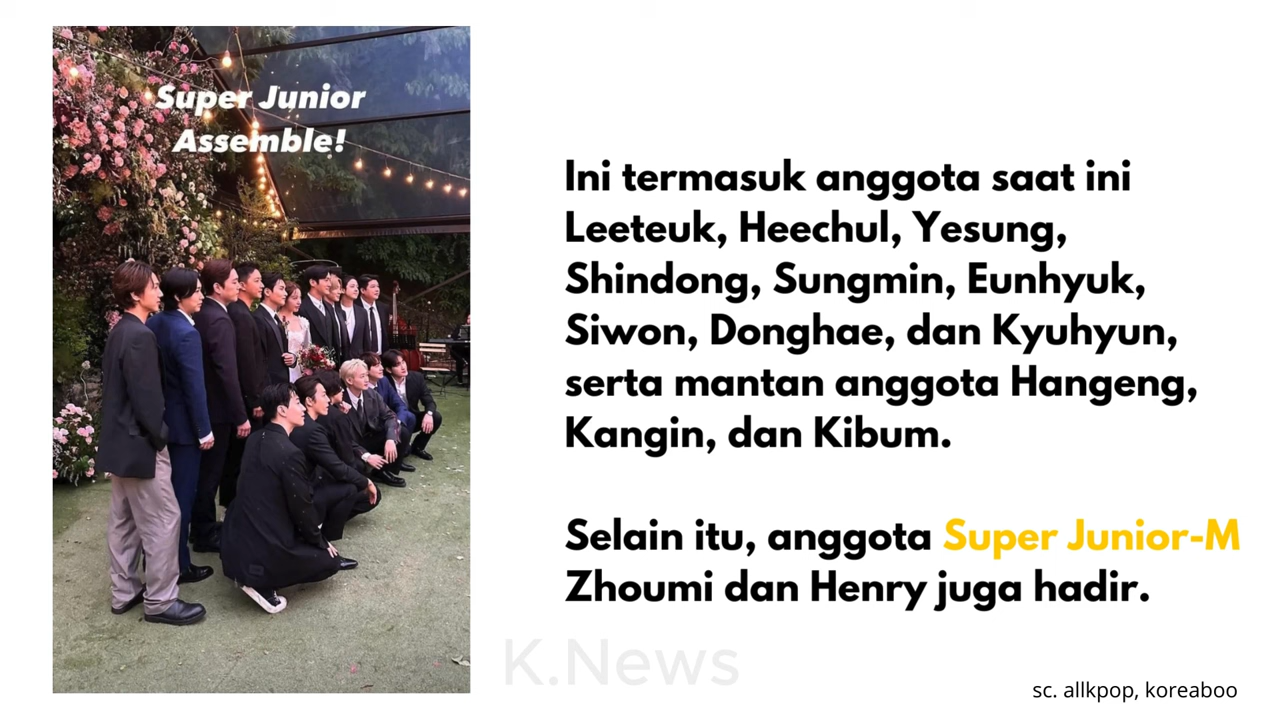 Super Junior
Assemble!
Ini termasuk anggota saat ini
Leeteuk, Heechul, Yesung,
Shindong, Sungmin, Eunhyuk,
Siwon, Donghae, dan Kyuhyun,
serta mantan anggota Hangeng,
Kangin, dan Kibum.
Selain itu, anggota Super Junior-M
Zhoumi dan Henry juga hadir.
K.News
sc. allkpop, koreaboo